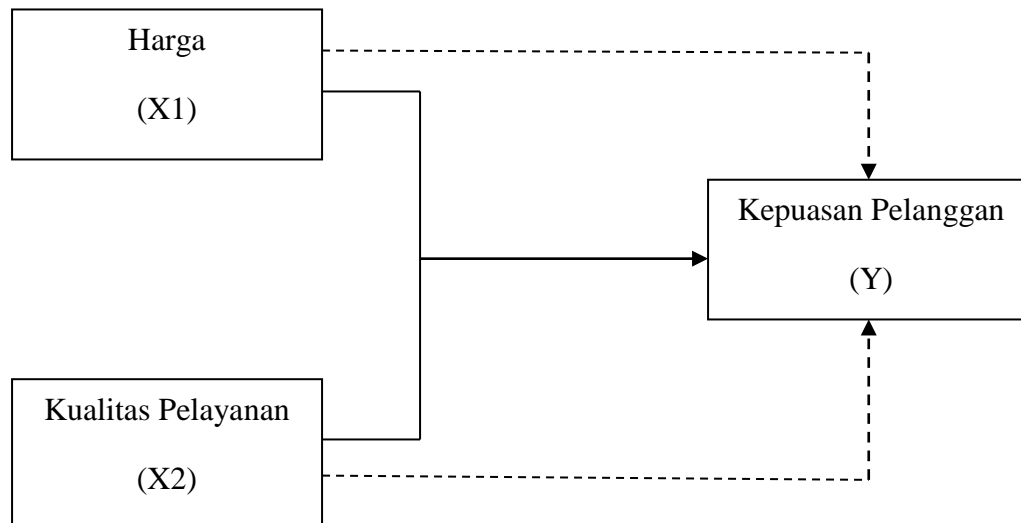 Harga
(X1)
Kepuasan Pelanggan
(Y)
Kualitas Pelayanan
(X2)